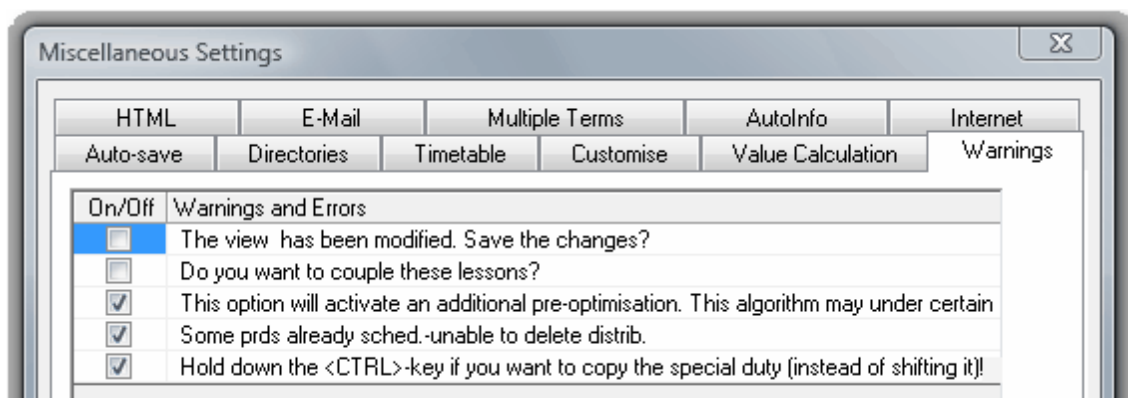 Miscellaneous Settings
HTML E-Mail Multiple Terms AutoInfo Internet
Auto-save Directories Timetable Customise Value Calculation Warnings
On/Off Warnings and Errors
The view has been modified. Save the changes?
Do you want to couple these lessons?
This option will activate an additional pre-optimisation. This algorithm may under certain
Some prds already sched.-unable to delete distrib.
Hold down the <CTRL>-key if you want to copy the special duty (instead of shifting it)!